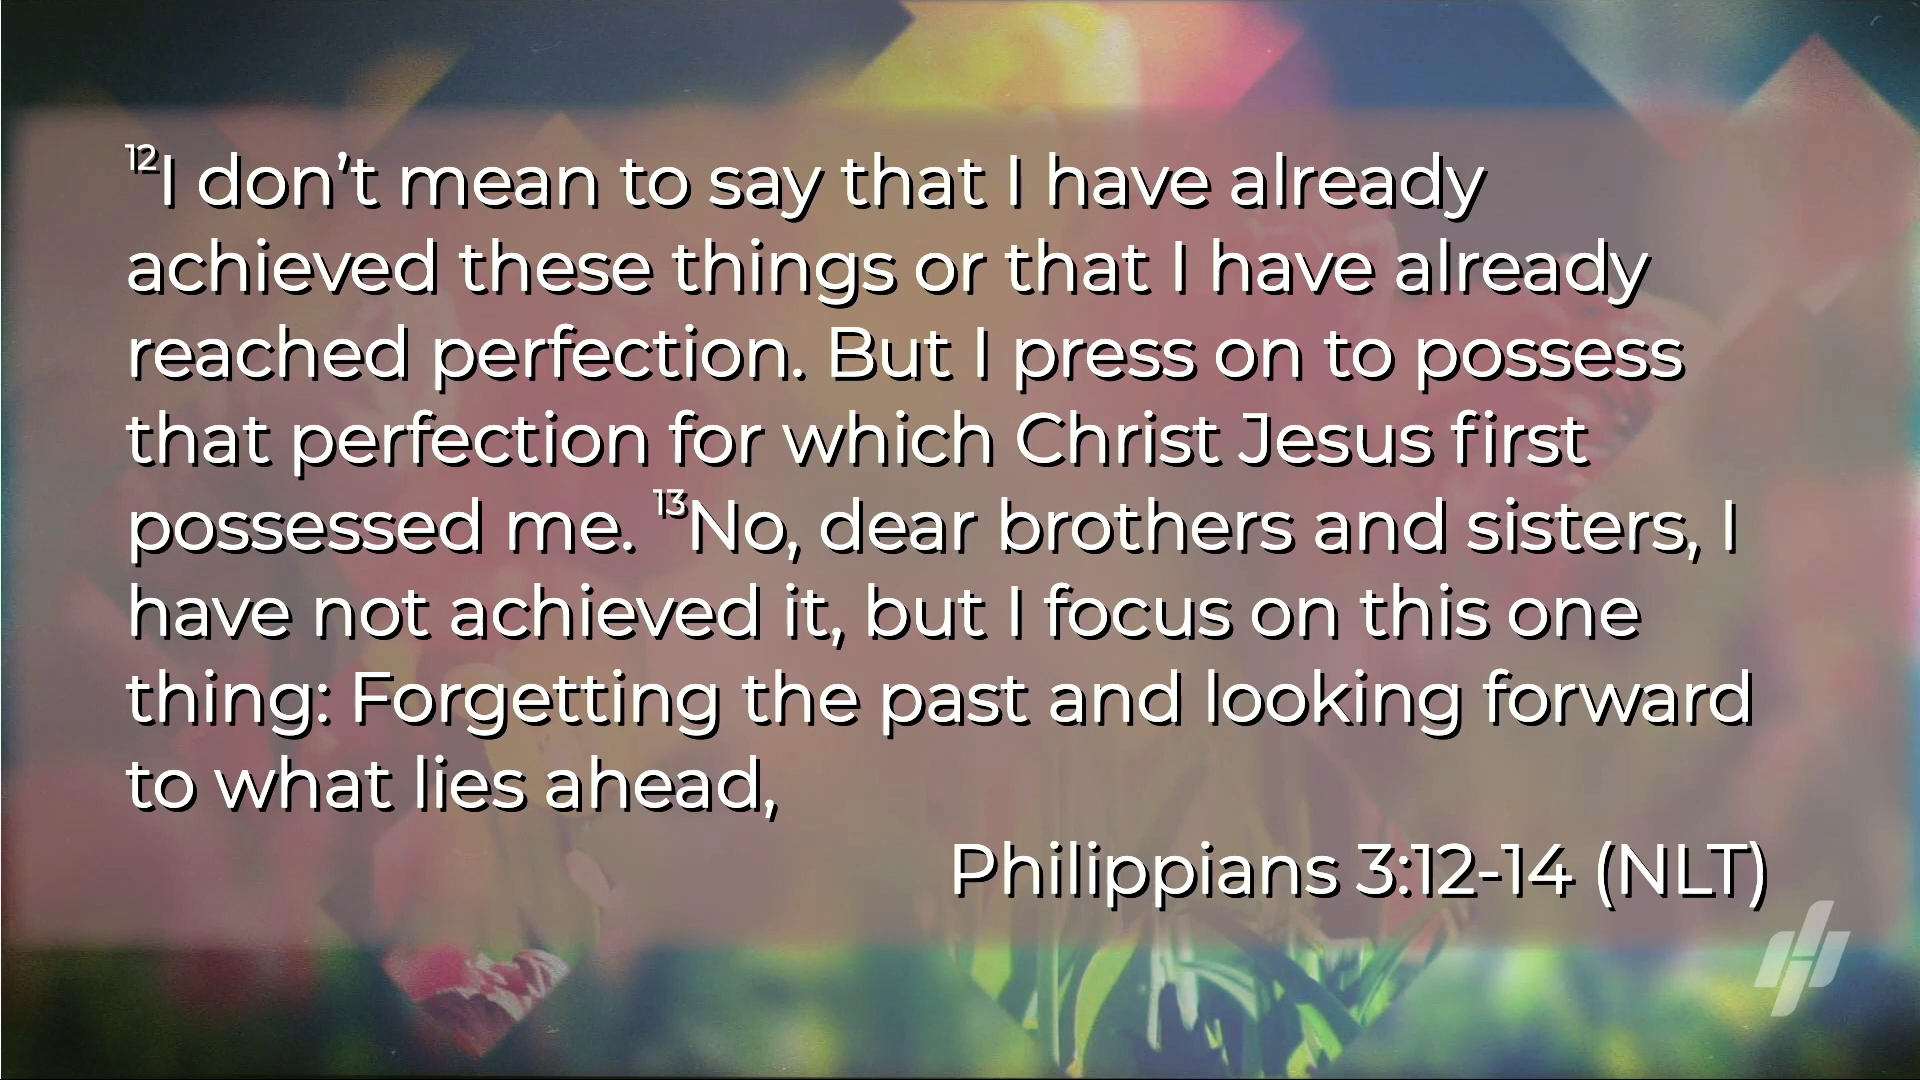 ¹²I don’t mean to say that I have already
achieved these things or that I have already
reached perfection. But I press on to possess
that perfection for which Christ Jesus first
possessed me. ¹³No, dear brothers and sisters, I
have not achieved it, but I focus on this one
thing: Forgetting the past and looking forward
to what lies ahead,
Philippians 3:12-14 (NLT)